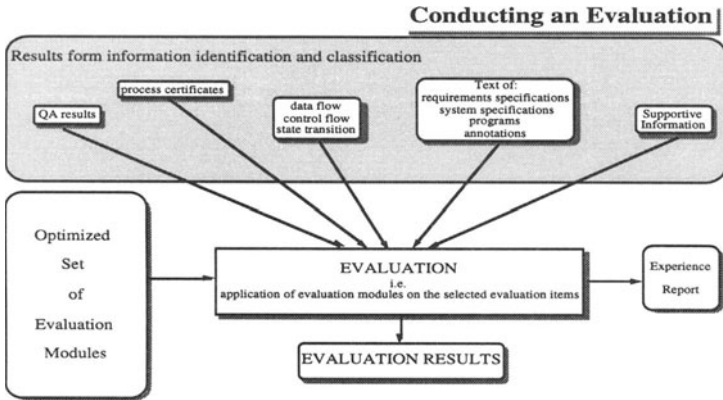 Conducting an Evaluation
Results form information identification and classification
process certificates
QA results
data flow
control flow
state transition
Text of:
requirements specifications
system specifications
programs
annotations
Supportive
Information
Optimized
Set
of
Evaluation
Modules
EVALUATION
i.e.
application of evaluation modules on the selected evaluation items
Experience
Report
EVALUATION RESULTS